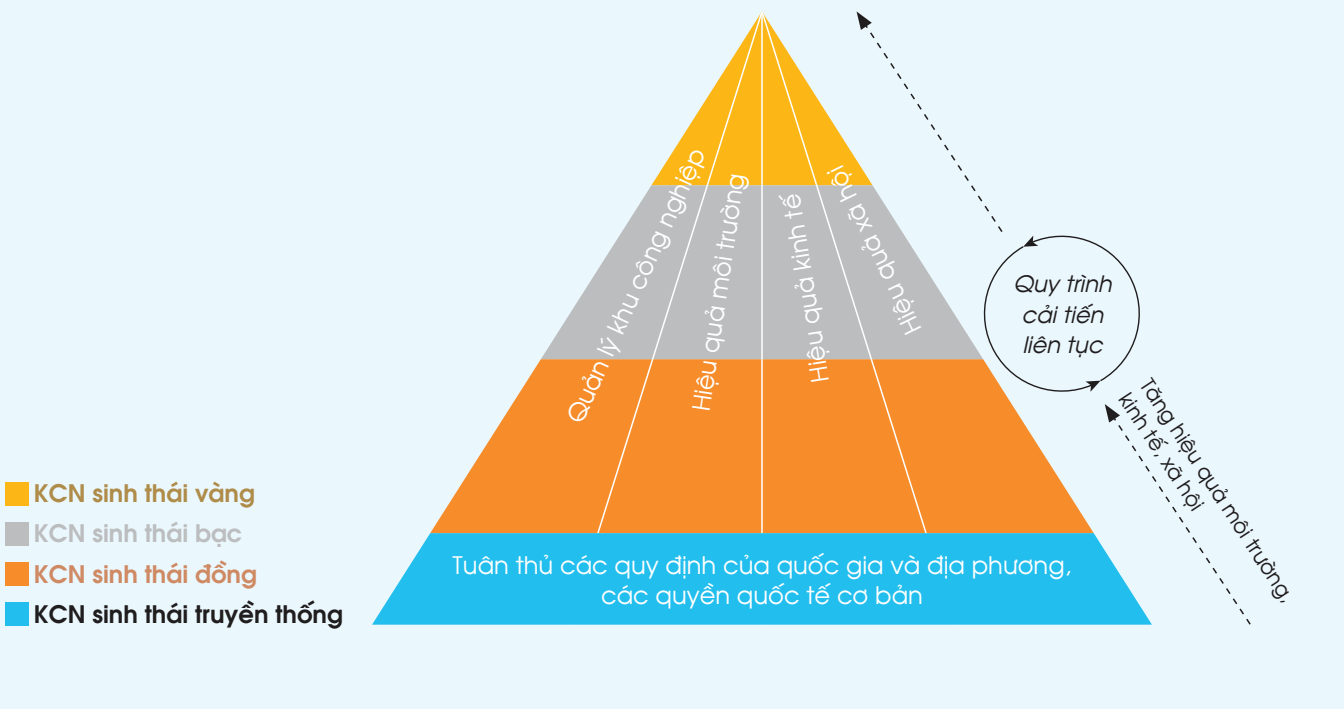 Quản lý khu công nghiệp
Hiệu quả môi trường
Hiệu quả kinh tế
Hiệu quả xã hội
Quy trình
cải tiến
liên tục
Tăng hiệu quả môi trường,
kinh tế, xã hội
KCN sinh thái vàng
KCN sinh thái bạc
KCN sinh thái đồng
KCN sinh thái truyền thống
Tuân thủ các quy định của quốc gia và địa phương,
các quyền quốc tế cơ bản